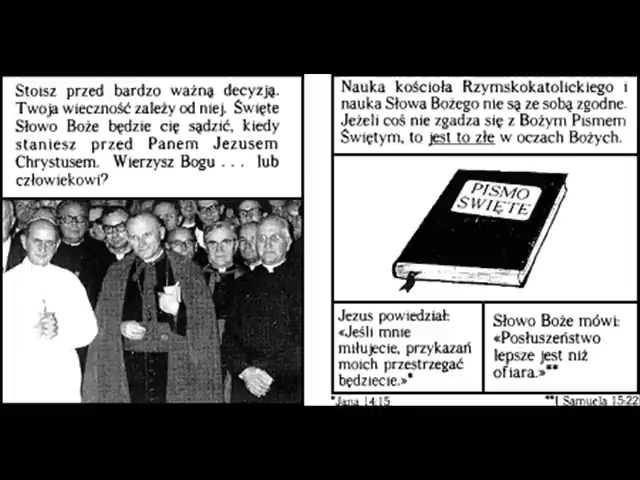 Stoisz przed bardzo ważną decyzją.
Twoja wieczność zależy od niej. Święte
Słowo Boże będzie cię sądzić, kiedy
staniesz przed Panem Jezusem
Chrystusem. Wierzysz Bogu . . . lub
człowiekowi?
Nauka kościoła Rzymskokatolickiego i
nauka Słowa Bożego nie są ze sobą zgodne.
Jeżeli coś nie zgadza się z Bożym Pismem
Świętym, to jest to złe w oczach Bożych.
PISMO
ŚWIĘTE
Jezus powiedział:
«Jeśli mnie
miłujecie, przykazań
moich przestrzegać
będziecie.»*
Słowo Boże mówi:
«Posłuszeństwo
lepsze jest niż
ofiara.»**
*Jana 14:15
**I Samuela 15:22